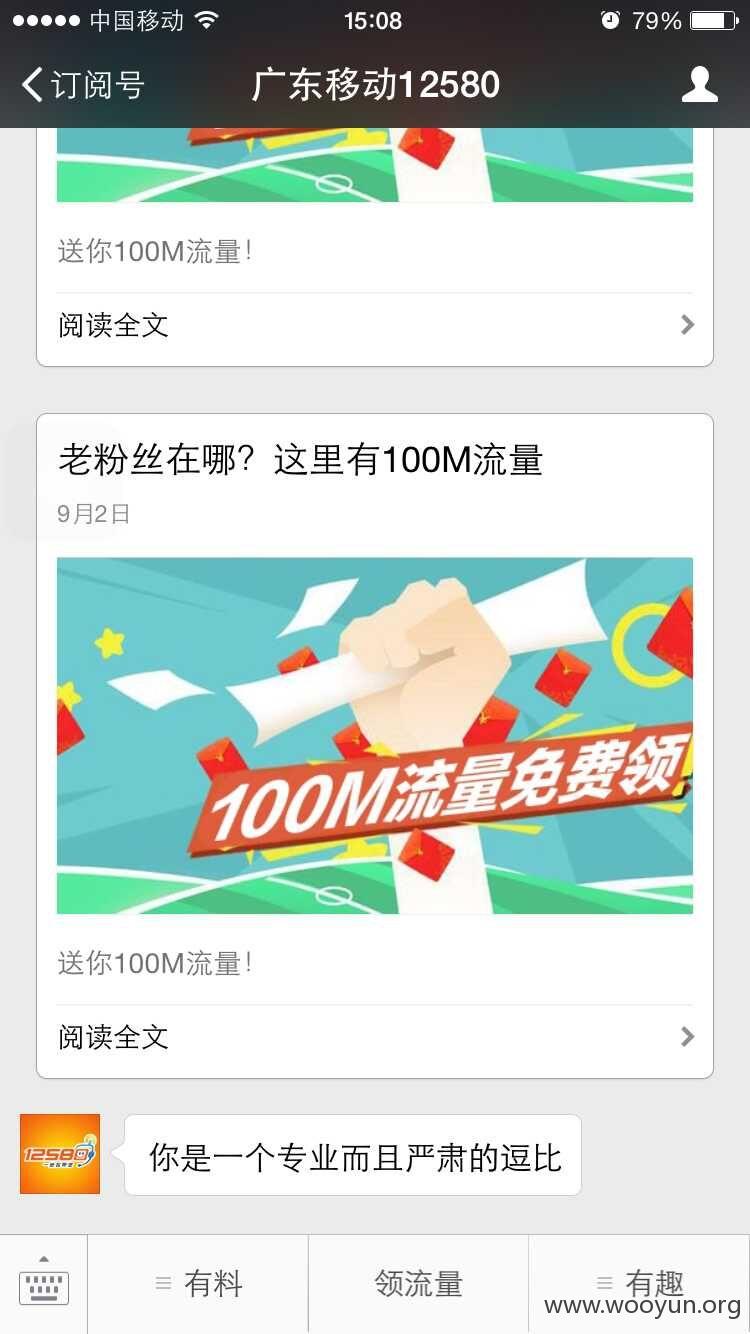 中国移动 15:08 79%
订阅号 广东移动12580
送你100M流量！
阅读全文
老粉丝在哪？这里有100M流量
9月2日
100M流量免费领!
送你100M流量！
阅读全文
12580
你是一个专业而且严肃的逗比
有料 领流量 有趣
www.wooyun.org